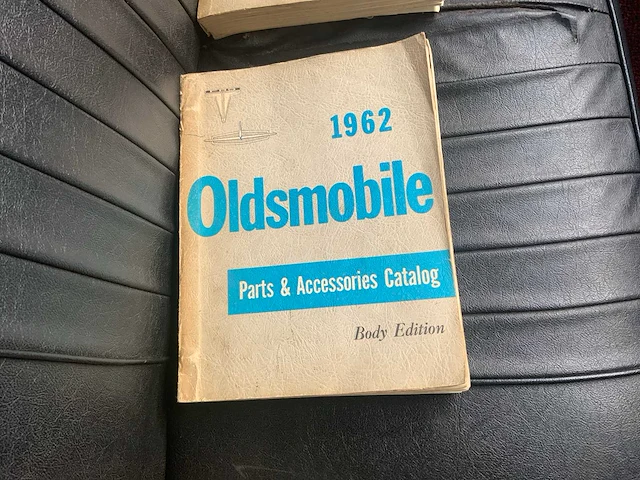 1962
Oldsmobile
Parts & Accessories Catalog
Body Edition